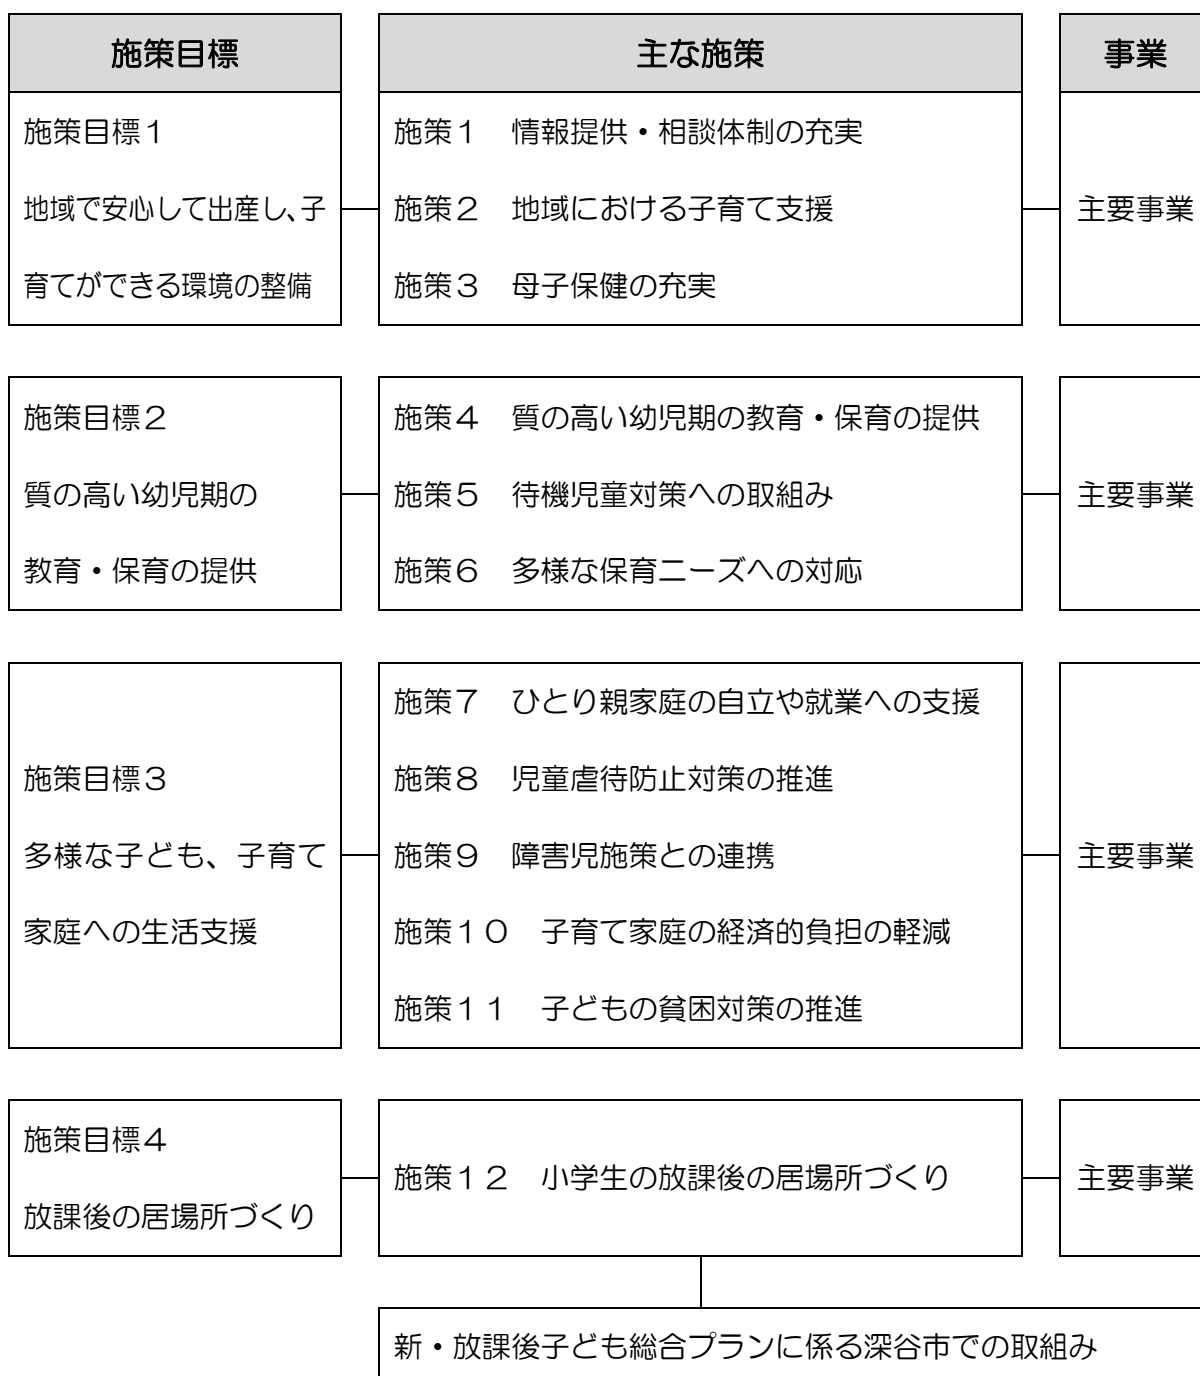 施策目標
主な施策
事業
施策目標１
地域で安心して出産し、子
育てができる環境の整備
施策１　情報提供・相談体制の充実
施策２　地域における子育て支援
施策３　母子保健の充実
主要事業
施策目標２
質の高い幼児期の
教育・保育の提供
施策４　質の高い幼児期の教育・保育の提供
施策５　待機児童対策への取組み
施策６　多様な保育ニーズへの対応
主要事業
施策目標３
多様な子ども、子育て
家庭への生活支援
施策７　ひとり親家庭の自立や就業への支援
施策８　児童虐待防止対策の推進
施策９　障害児施策との連携
施策１０　子育て家庭の経済的負担の軽減
施策１１　子どもの貧困対策の推進
主要事業
施策目標４
放課後の居場所づくり
施策１２　小学生の放課後の居場所づくり
主要事業
新・放課後子ども総合プランに係る深谷市での取組み